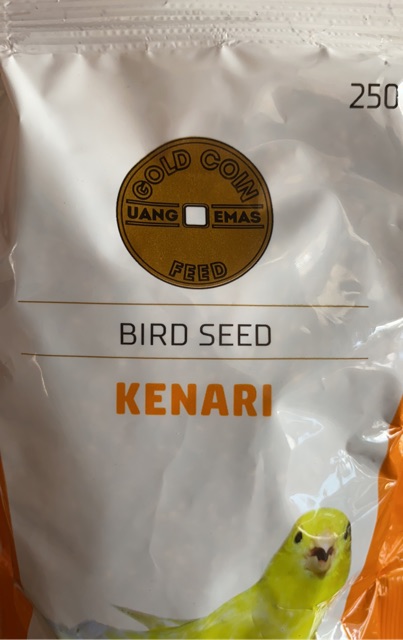 250
GOLD COIN
UANG EMAS
FEED
BIRD SEED
KENARI